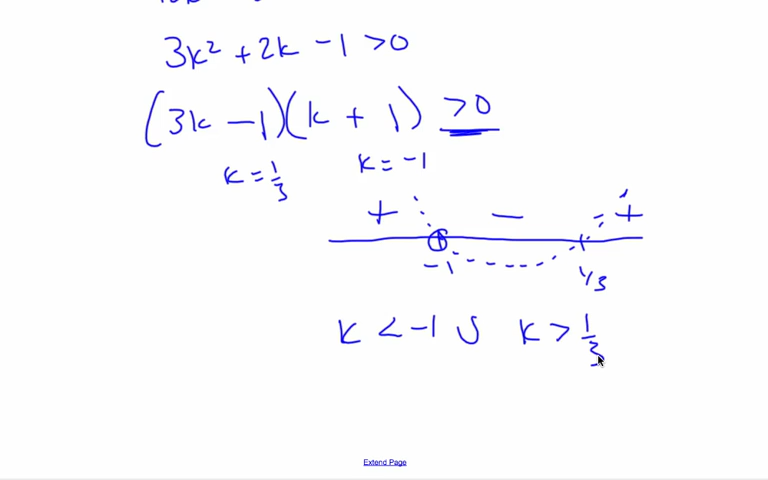 3k² + 2k - 1 > 0
(3k - 1)(k + 1) > 0
k = 1/3 k = -1
+ - +
-1 1/3
k < -1 ∪ k > 1/3
Extend Page